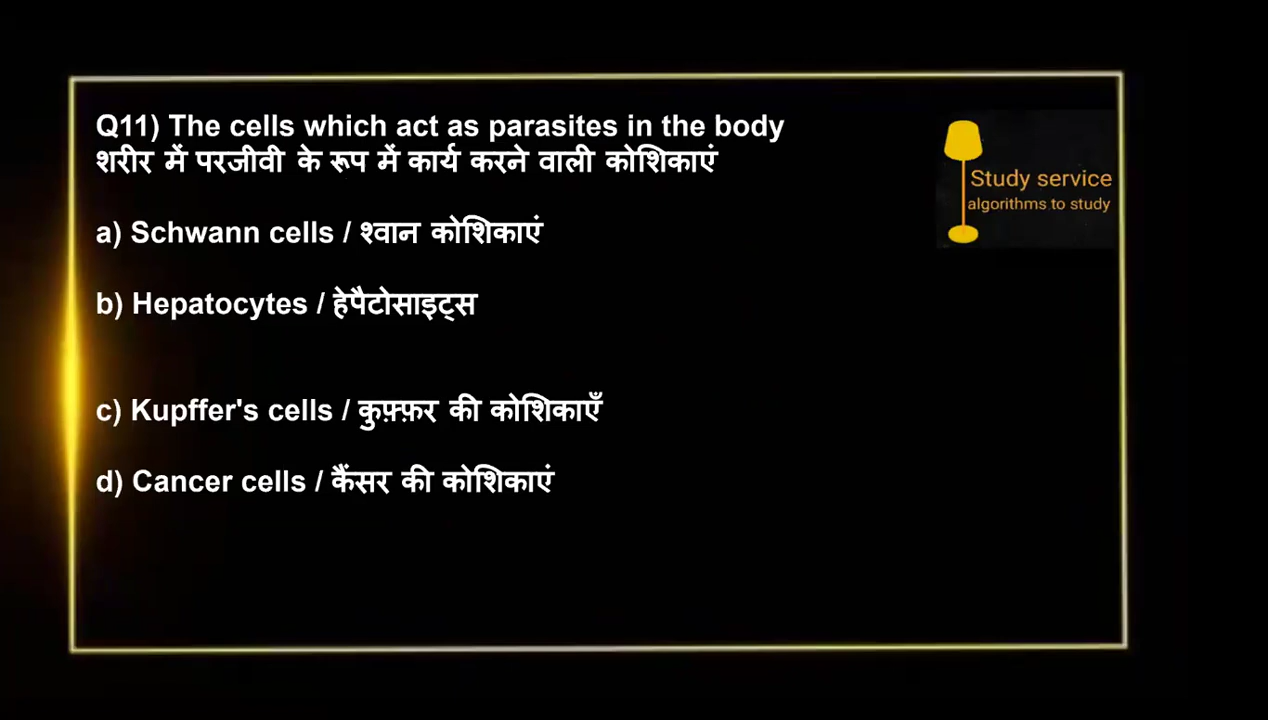 Q11) The cells which act as parasites in the body
शरीर में परजीवी के रूप में कार्य करने वाली कोशिकाएं
a) Schwann cells / श्वान कोशिकाएं
b) Hepatocytes / हेपैटोसाइट्स
c) Kupffer's cells / कुफ़्फ़र की कोशिकाएँ
d) Cancer cells / कैंसर की कोशिकाएं
Study service
algorithms to study